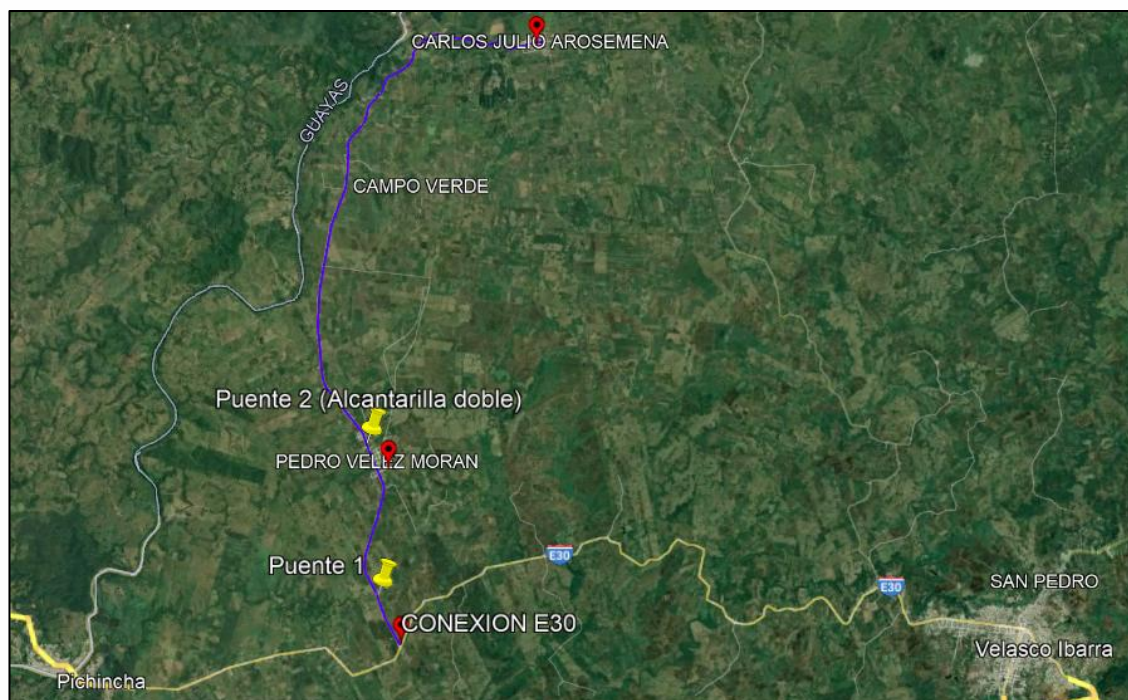 CARLOS JULIO AROSEMENA
GUAYAS
CAMPO VERDE
Puente 2 (Alcantarilla doble)
PEDRO VELEZ MORAN
E30
Puente 1
E30
SAN PEDRO
CONEXION E30
Velasco Ibarra
Pichincha